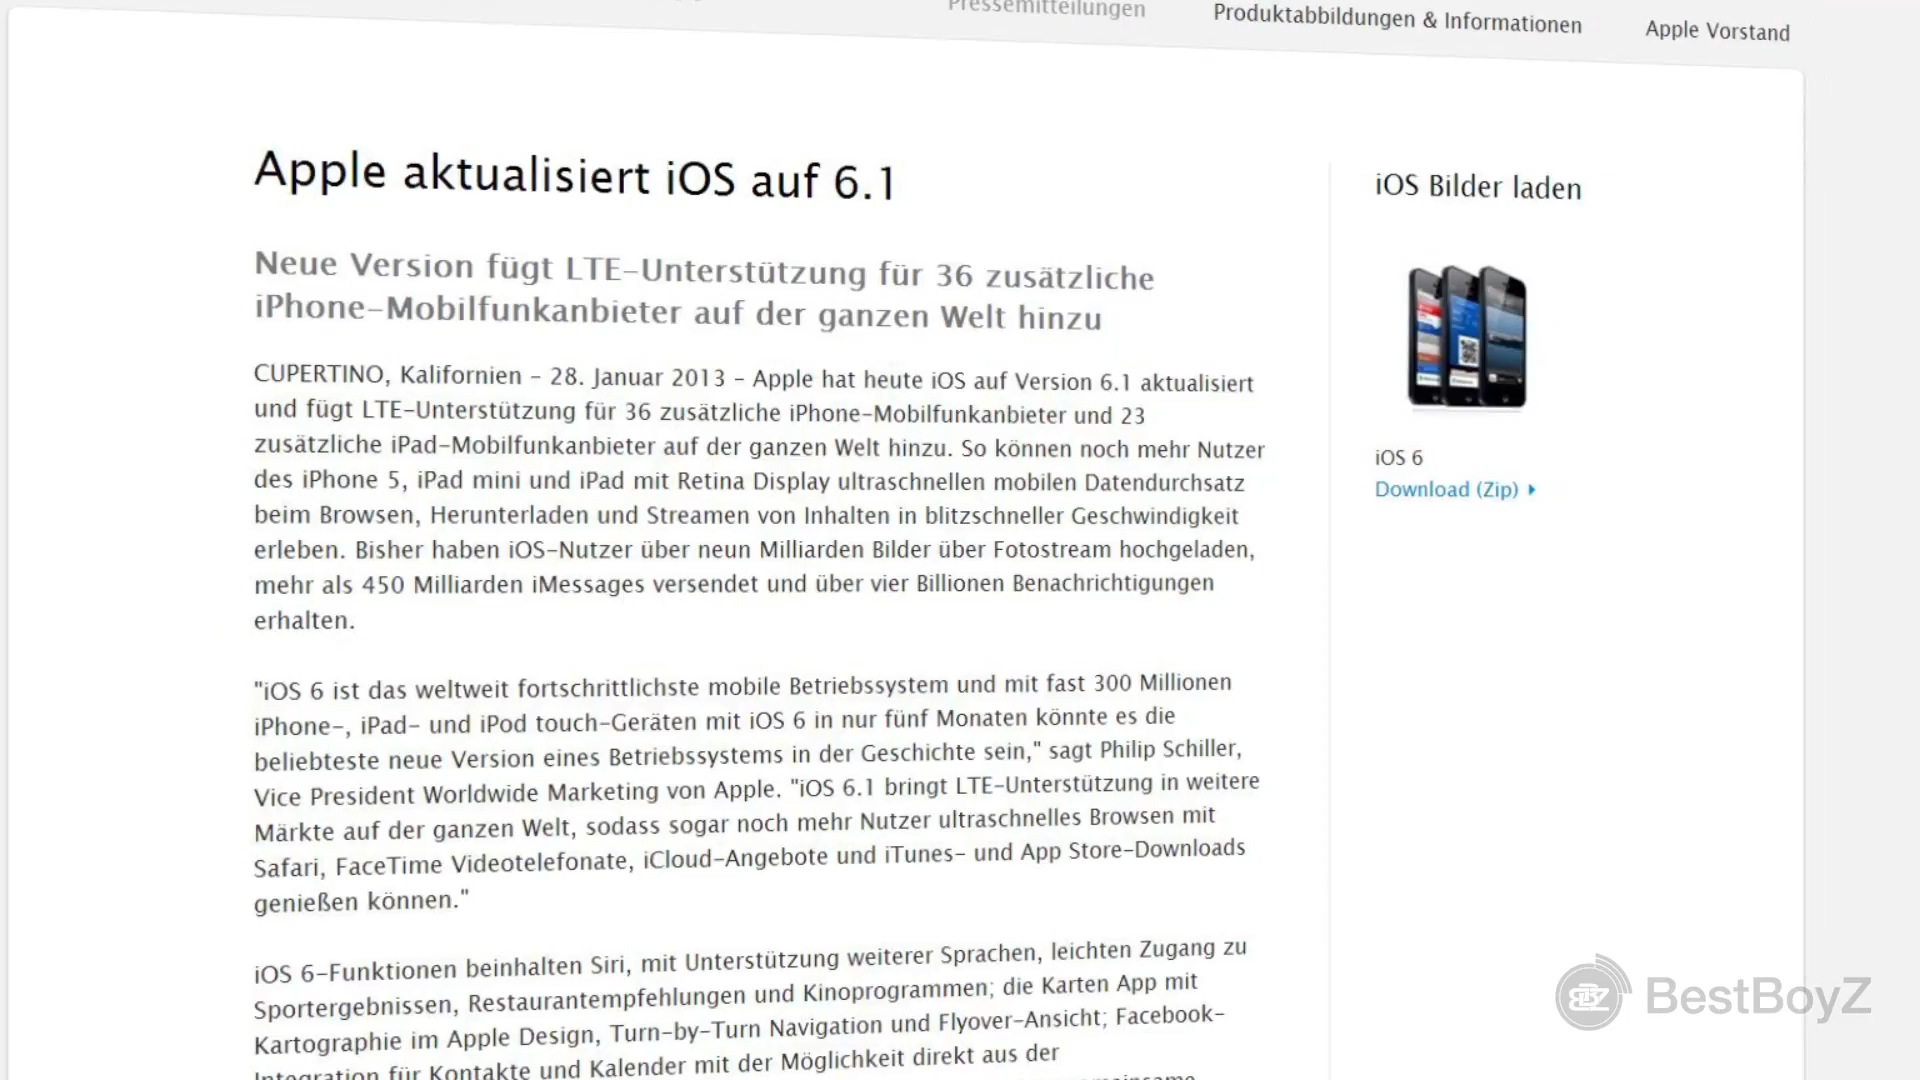 Pressemitteilungen
Produktabbildungen & Informationen
Apple Vorstand
Apple aktualisiert iOS auf 6.1
Neue Version fügt LTE-Unterstützung für 36 zusätzliche
iPhone-Mobilfunkanbieter auf der ganzen Welt hinzu
CUPERTINO, Kalifornien – 28. Januar 2013 – Apple hat heute iOS auf Version 6.1 aktualisiert
und fügt LTE-Unterstützung für 36 zusätzliche iPhone-Mobilfunkanbieter und 23
zusätzliche iPad-Mobilfunkanbieter auf der ganzen Welt hinzu. So können noch mehr Nutzer
des iPhone 5, iPad mini und iPad mit Retina Display ultraschnellen mobilen Datendurchsatz
beim Browsen, Herunterladen und Streamen von Inhalten in blitzschneller Geschwindigkeit
erleben. Bisher haben iOS-Nutzer über neun Milliarden Bilder über Fotostream hochgeladen,
mehr als 450 Milliarden iMessages versendet und über vier Billionen Benachrichtigungen
erhalten.
"iOS 6 ist das weltweit fortschrittlichste mobile Betriebssystem und mit fast 300 Millionen
iPhone-, iPad- und iPod touch-Geräten mit iOS 6 in nur fünf Monaten könnte es die
beliebteste neue Version eines Betriebssystems in der Geschichte sein," sagt Philip Schiller,
Vice President Worldwide Marketing von Apple. "iOS 6.1 bringt LTE-Unterstützung in weitere
Märkte auf der ganzen Welt, sodass sogar noch mehr Nutzer ultraschnelles Browsen mit
Safari, FaceTime Videotelefonate, iCloud-Angebote und iTunes- und App Store-Downloads
genießen können."
iOS 6-Funktionen beinhalten Siri, mit Unterstützung weiterer Sprachen, leichten Zugang zu
Sportergebnissen, Restaurantempfehlungen und Kinoprogrammen; die Karten App mit
Kartographie im Apple Design, Turn-by-Turn Navigation und Flyover-Ansicht; Facebook-
Integration für Kontakte und Kalender mit der Möglichkeit direkt aus der
iOS Bilder laden
iOS 6
Download (Zip)
BBZ BestBoyZ